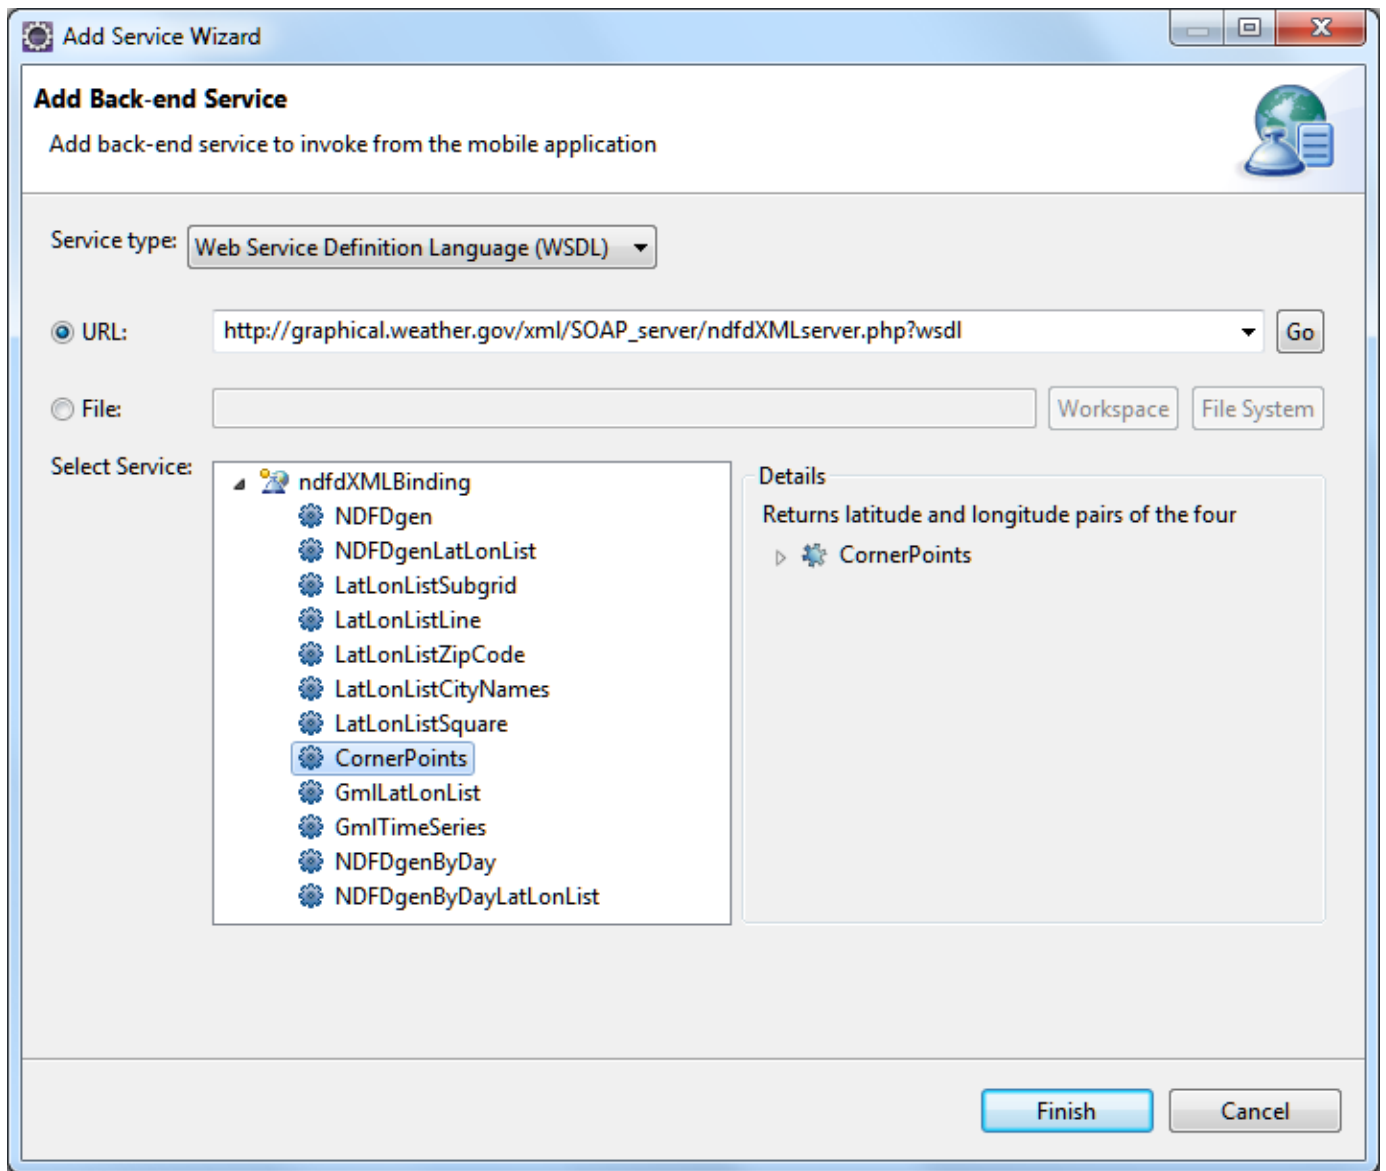 Add Service Wizard
Add Back-end Service
Add back-end service to invoke from the mobile application
Service type: Web Service Definition Language (WSDL)
URL: http://graphical.weather.gov/xml/SOAP_server/ndfdXMLserver.php?wsdl Go
File: Workspace File System
Select Service:
ndfdXMLBinding
NDFDgen
NDFDgenLatLonList
LatLonListSubgrid
LatLonListLine
LatLonListZipCode
LatLonListCityNames
LatLonListSquare
CornerPoints
GmlLatLonList
GmlTimeSeries
NDFDgenByDay
NDFDgenByDayLatLonList
Details
Returns latitude and longitude pairs of the four
CornerPoints
Finish Cancel